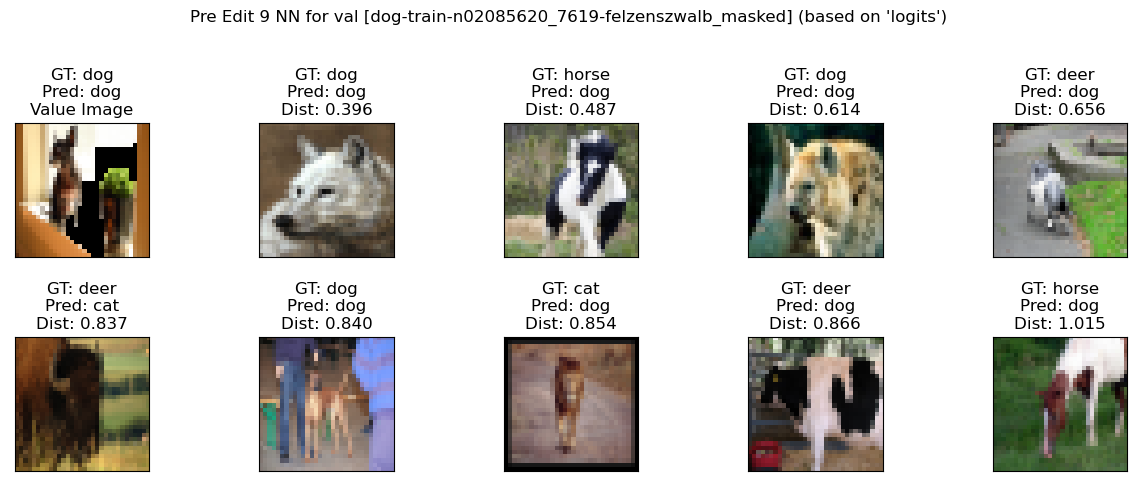 Pre Edit 9 NN for val [dog-train-n02085620_7619-felzenszwalb_masked] (based on 'logits')
GT: dog
Pred: dog
Value Image
GT: dog
Pred: dog
Dist: 0.396
GT: horse
Pred: dog
Dist: 0.487
GT: dog
Pred: dog
Dist: 0.614
GT: deer
Pred: dog
Dist: 0.656
GT: deer
Pred: cat
Dist: 0.837
GT: dog
Pred: dog
Dist: 0.840
GT: cat
Pred: dog
Dist: 0.854
GT: deer
Pred: dog
Dist: 0.866
GT: horse
Pred: dog
Dist: 1.015